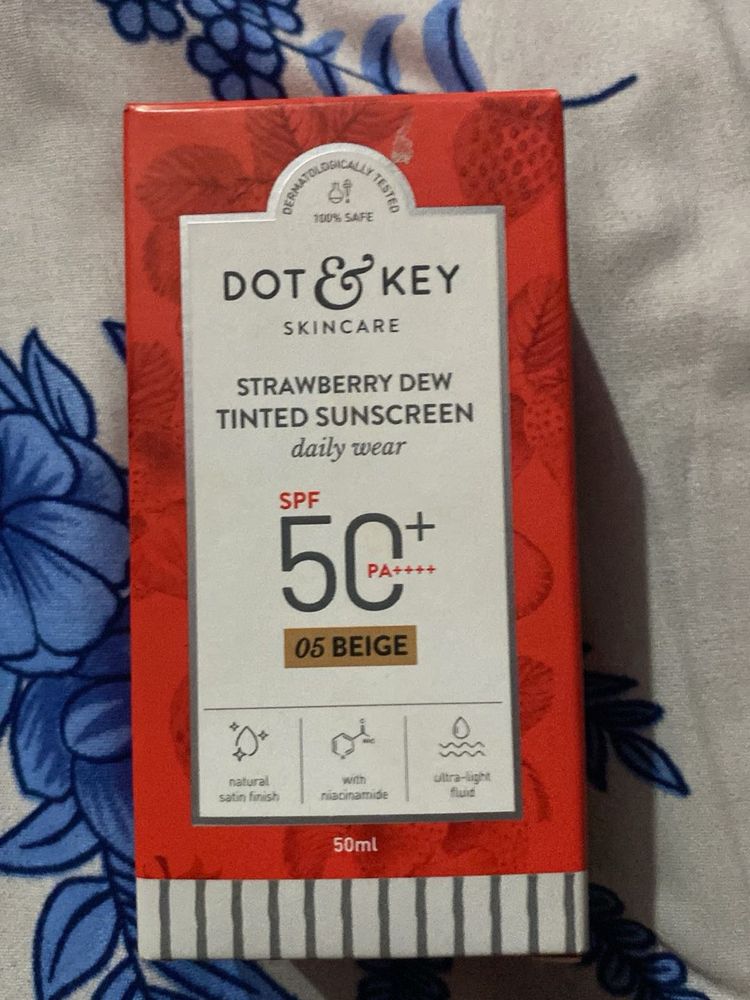 DERMATOLOGICALLY TESTED
100% SAFE
DOT & KEY
SKINCARE
STRAWBERRY DEW
TINTED SUNSCREEN
daily wear
SPF
50+
PA++++
05 BEIGE
natural
satin finish
with
niacinamide
ultra-light
fluid
50ml